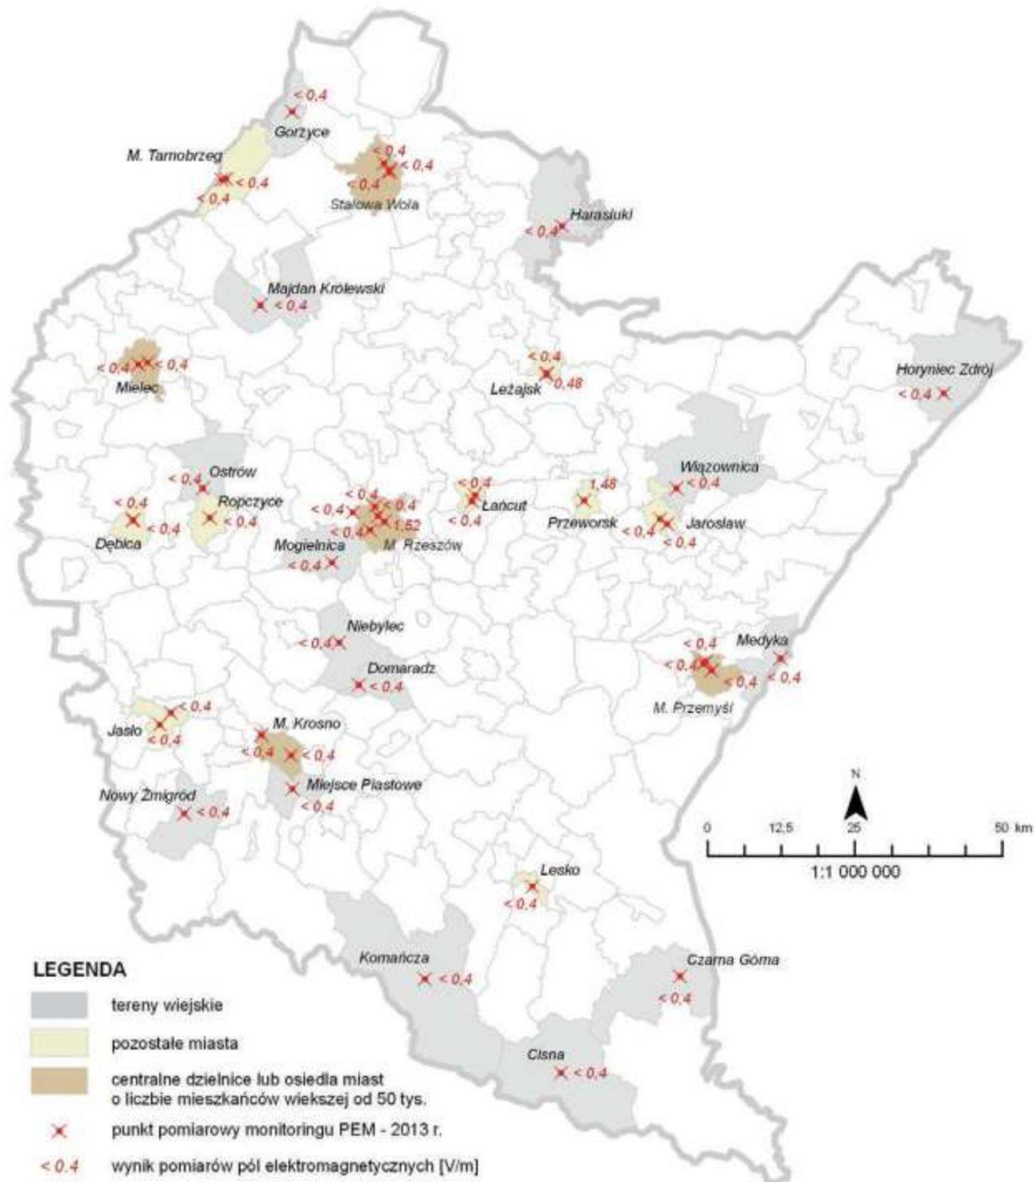 < 0,4
Gorzyce
M. Tarnobrzeg
< 0,4
< 0,4
< 0,4
< 0,4
< 0,4
Stalowa Wola
Harasiuki
< 0,4
Majdan Królewski
< 0,4
< 0,4
< 0,4
Mielec
< 0,4
Leżajsk
0,48
Horyniec Zdrój
< 0,4
Ostrów
< 0,4
Ropczyce
< 0,4
< 0,4
< 0,4
Dębica
< 0,4
< 0,4
< 0,4
1,52
< 0,4
M. Rzeszów
Mogielnica
< 0,4
< 0,4
Łańcut
< 0,4
1,48
Przeworsk
Wiązownica
< 0,4
Jarosław
< 0,4
< 0,4
Niebylec
< 0,4
Domaradz
< 0,4
Medyka
< 0,4
< 0,4
< 0,4
< 0,4
M. Przemyśl
< 0,4
Jasło
< 0,4
M. Krosno
< 0,4
< 0,4
Miejsce Piastowe
< 0,4
Nowy Żmigród
< 0,4
N
0 12,5 25 50 km
1:1 000 000
Lesko
< 0,4
Komańcza
< 0,4
Czarna Górna
< 0,4
Cisna
< 0,4
LEGENDA
tereny wiejskie
pozostałe miasta
centralne dzielnice lub osiedla miast
o liczbie mieszkańców wiekszej od 50 tys.
punkt pomiarowy monitoringu PEM - 2013 r.
< 0.4 wynik pomiarów pól elektromagnetycznych [V/m]